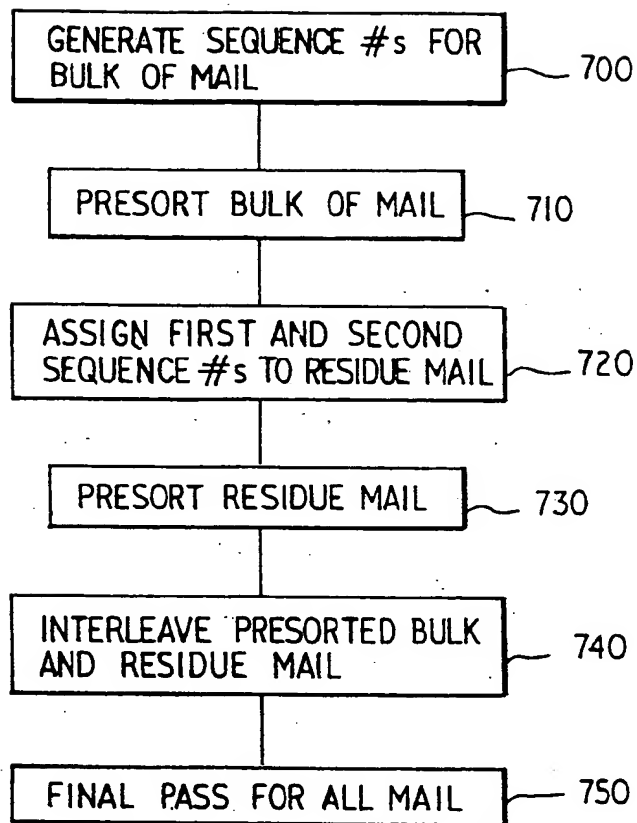 GENERATE SEQUENCE #s FOR
BULK OF MAIL
700
PRESORT BULK OF MAIL
710
ASSIGN FIRST AND SECOND
SEQUENCE #s TO RESIDUE MAIL
720
PRESORT RESIDUE MAIL
730
INTERLEAVE PRESORTED BULK
AND RESIDUE MAIL
740
FINAL PASS FOR ALL MAIL
750